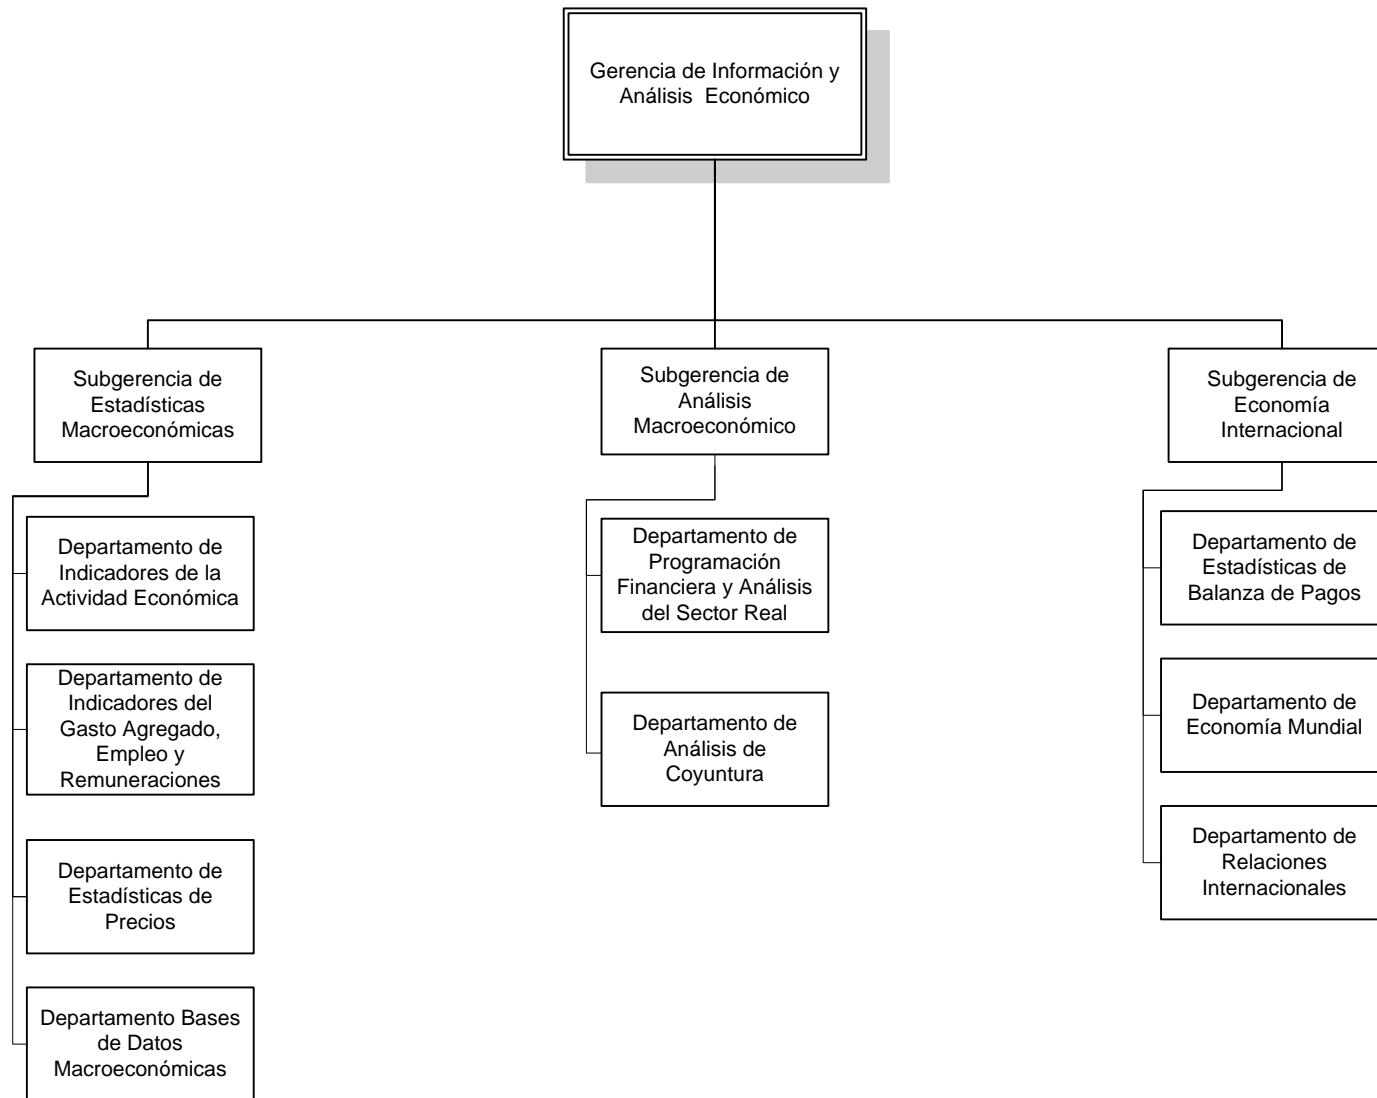 Gerencia de Información y
Análisis Económico
Subgerencia de
Estadísticas
Macroeconómicas
Departamento de
Indicadores de la
Actividad Económica
Departamento de
Indicadores del
Gasto Agregado,
Empleo y
Remuneraciones
Departamento de
Estadísticas de
Precios
Departamento Bases
de Datos
Macroeconómicas
Subgerencia de
Análisis
Macroeconómico
Departamento de
Programación
Financiera y Análisis
del Sector Real
Departamento de
Análisis de
Coyuntura
Subgerencia de
Economía
Internacional
Departamento de
Estadísticas de
Balanza de Pagos
Departamento de
Economía Mundial
Departamento de
Relaciones
Internacionales